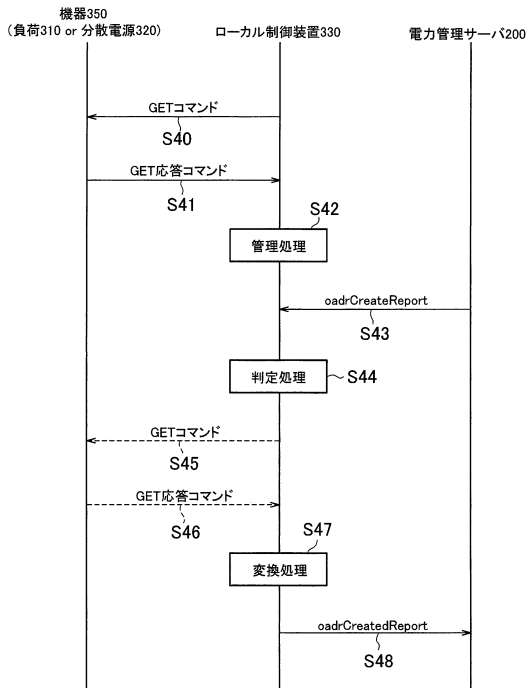 機器350
(負荷310 or 分散電源320)
ローカル制御装置330
電力管理サーバ200
GETコマンド
S40
GET応答コマンド
S41
S42
管理処理
oadrCreateReport
S43
判定処理
S44
GETコマンド
S45
GET応答コマンド
S46
S47
変換処理
oadrCreatedReport
S48